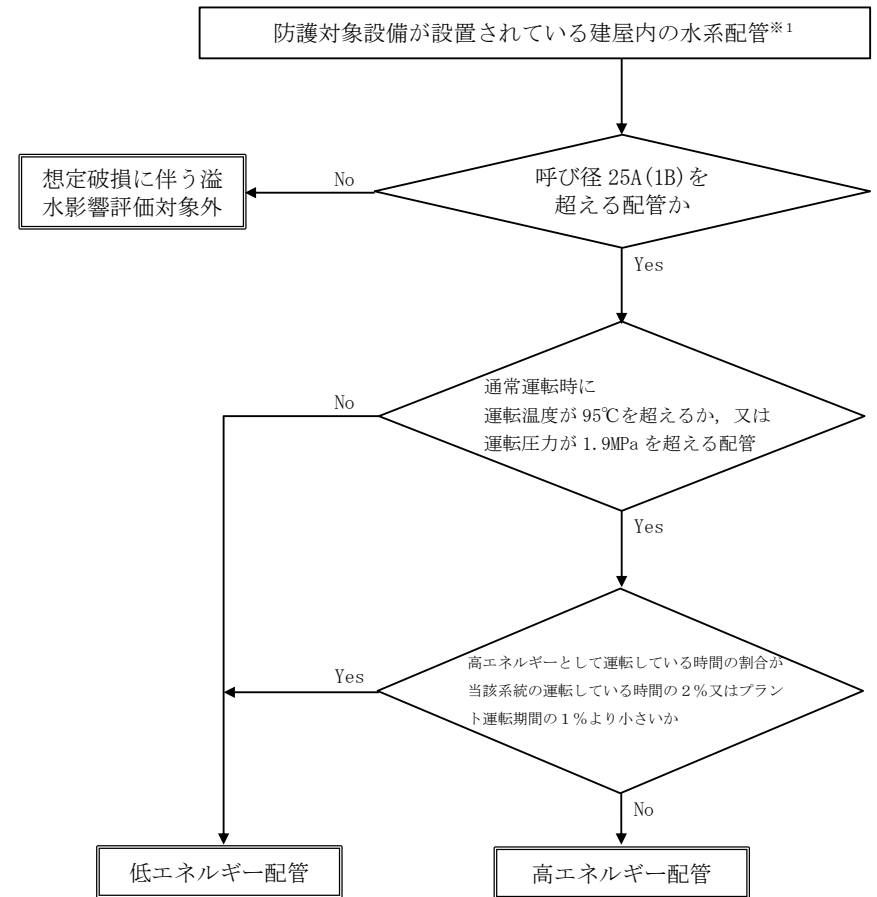 防護対象設備が設置されている建屋内の水系配管※1
想定破損に伴う溢
水影響評価対象外
No
呼び径 25A(1B)を
超える配管か
Yes
通常運転時に
運転温度が 95℃を超えるか，又は
運転圧力が 1.9MPa を超える配管
No
Yes
高エネルギーとして運転している時間の割合が
当該系統の運転している時間の２％又はプラン
ト運転期間の１％より小さいか
Yes
No
低エネルギー配管
高エネルギー配管